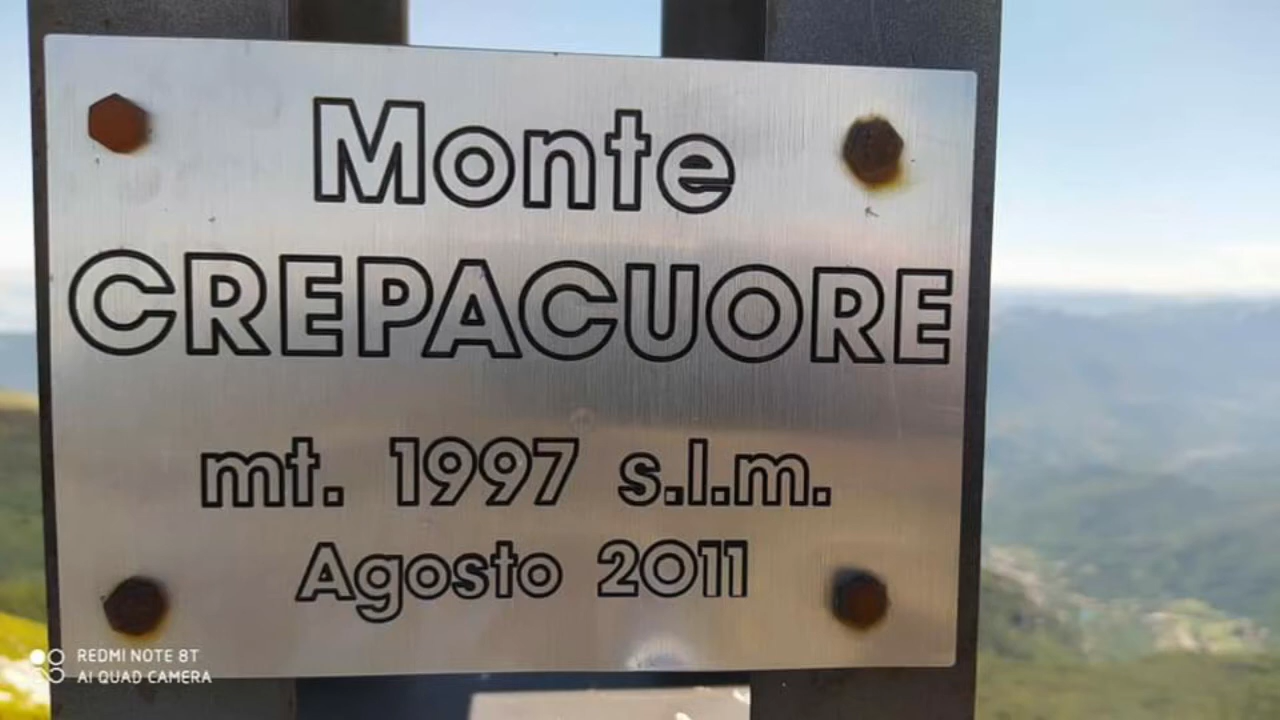 Monte
CREPACUORE
mt. 1997 s.l.m.
Agosto 2011
REDMI NOTE 8T
AI QUAD CAMERA